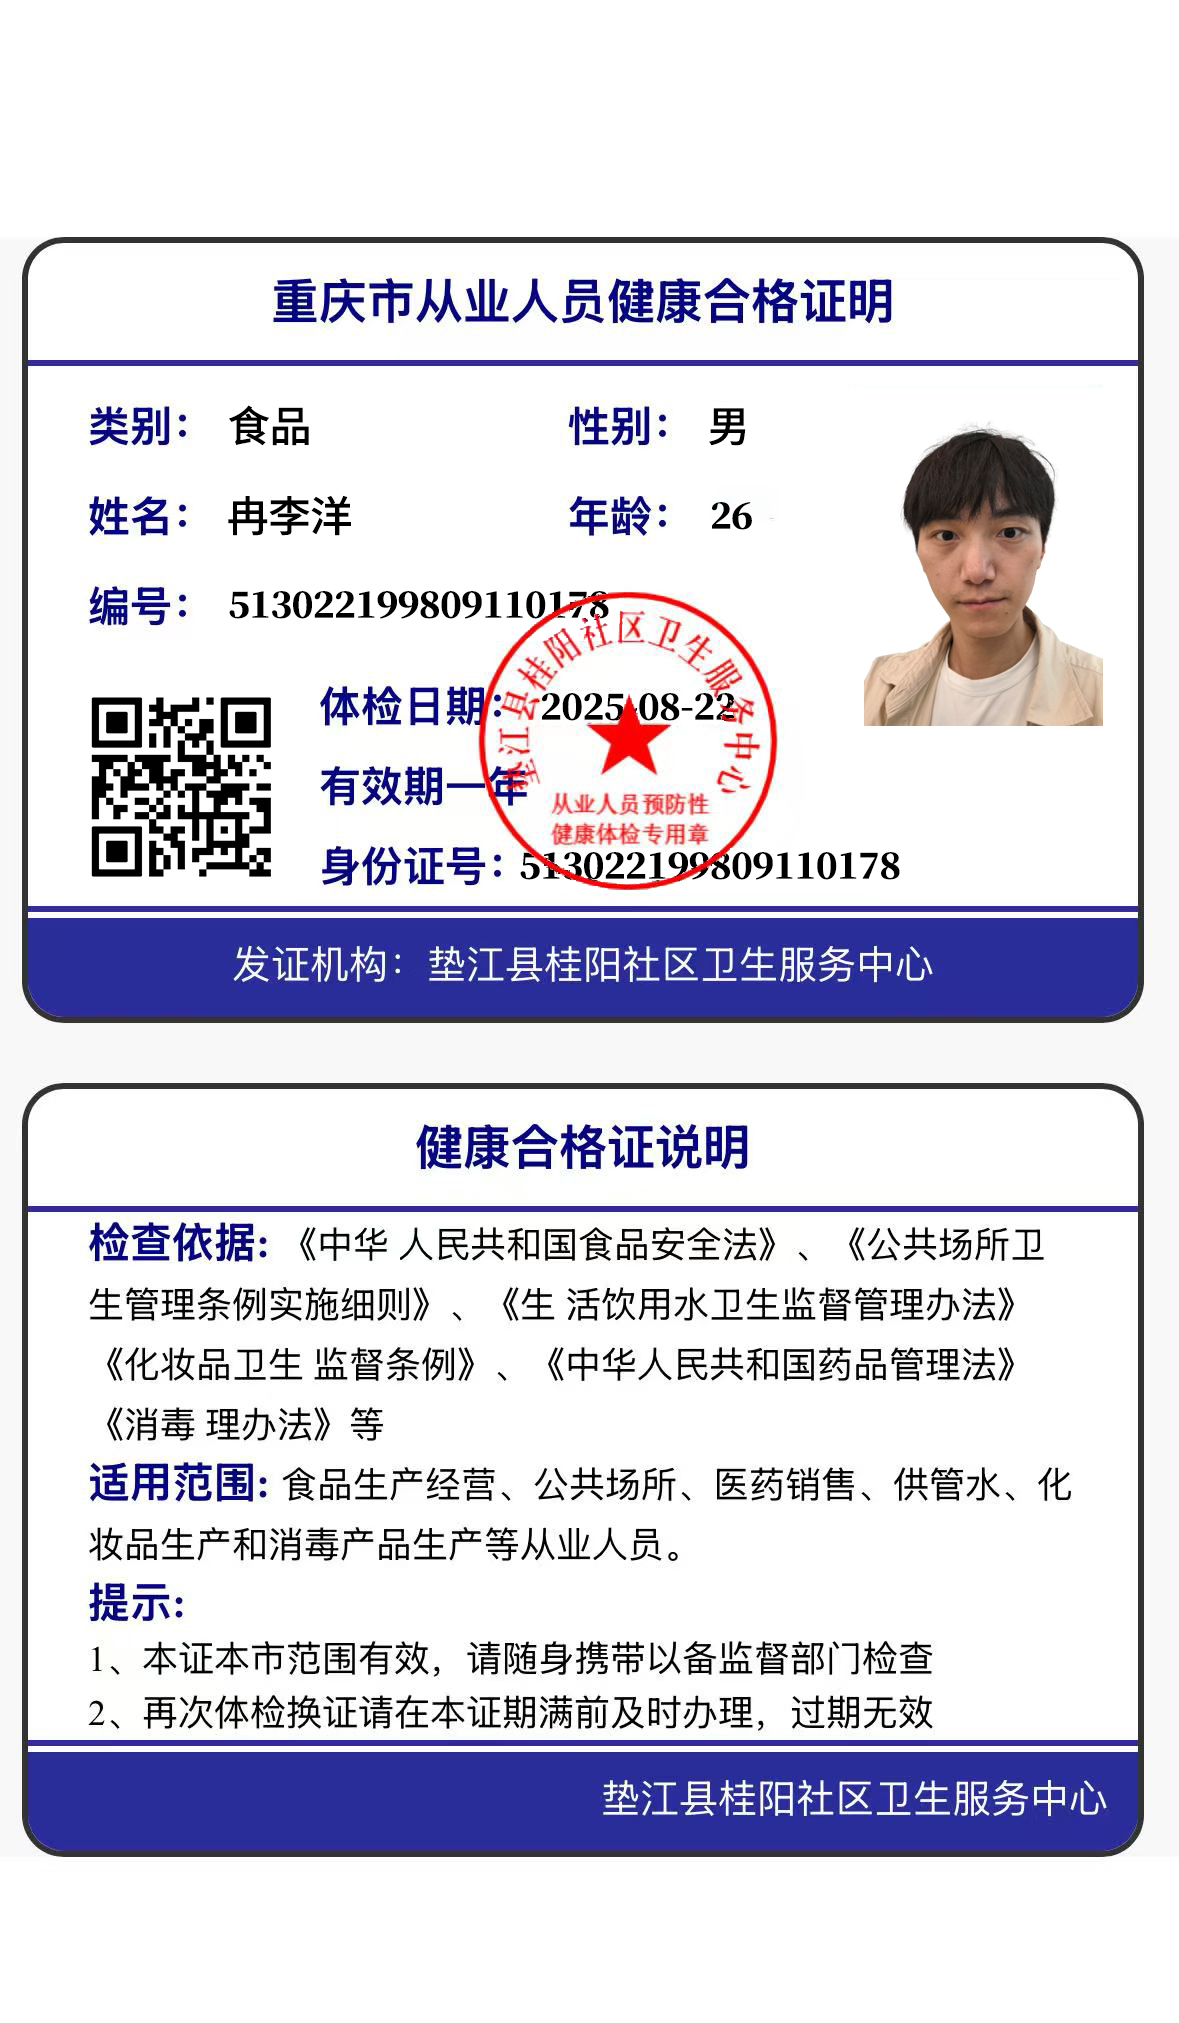 重庆市从业人员健康合格证明
类别： 食品 性别： 男
姓名： 冉李洋 年龄： 26
编号： 513022199809110178
体检日期： 2025-08-22
有效期一年
身份证号：513022199809110178
垫江县桂阳社区卫生服务中心
从业人员预防性
健康体检专用章
发证机构：垫江县桂阳社区卫生服务中心
健康合格证说明
检查依据:《中华 人民共和国食品安全法》、《公共场所卫
生管理条例实施细则》、《生 活饮用水卫生监督管理办法》
《化妆品卫生 监督条例》、《中华人民共和国药品管理法》
《消毒 理办法》等
适用范围: 食品生产经营、公共场所、医药销售、供管水、化
妆品生产和消毒产品生产等从业人员。
提示:
1、本证本市范围有效，请随身携带以备监督部门检查
2、再次体检换证请在本证期满前及时办理，过期无效
垫江县桂阳社区卫生服务中心